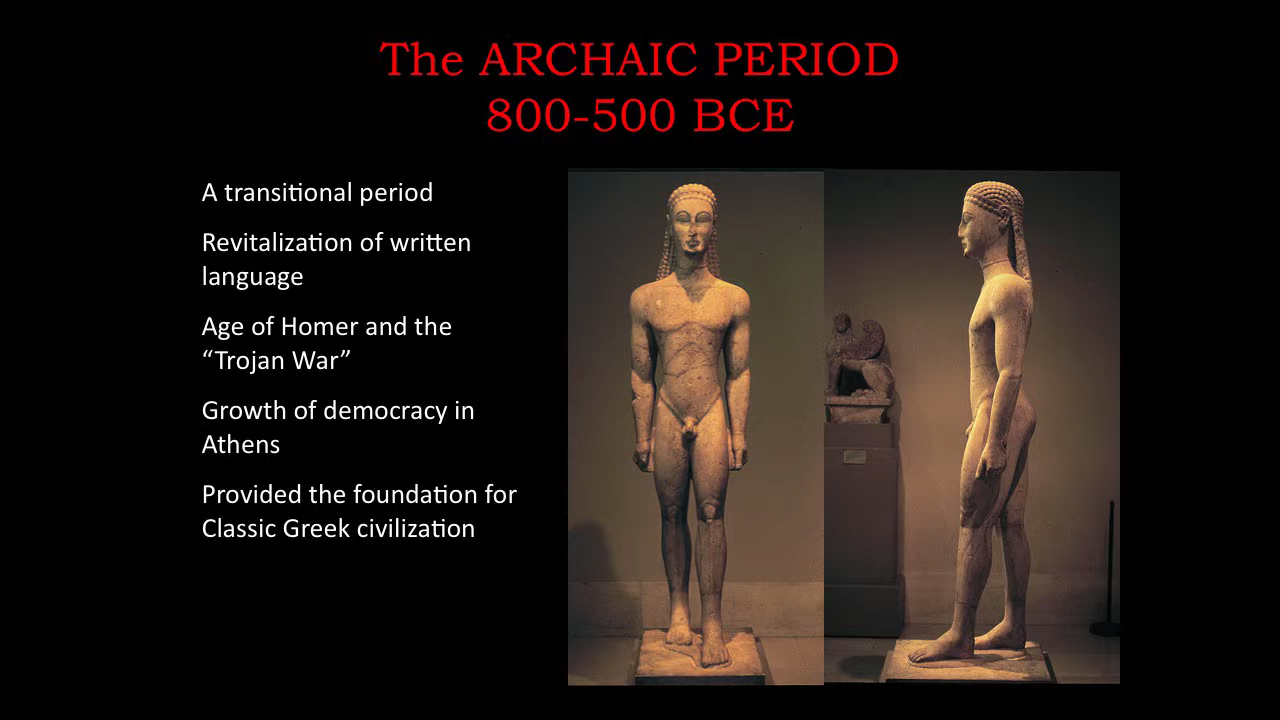 The ARCHAIC PERIOD
800-500 BCE
A transitional period
Revitalization of written
language
Age of Homer and the
“Trojan War”
Growth of democracy in
Athens
Provided the foundation for
Classic Greek civilization